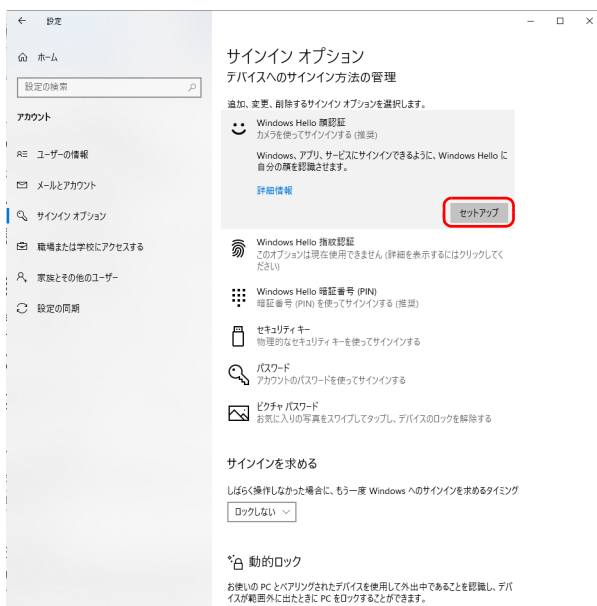 設定
ホーム
設定の検索
アカウント
ユーザーの情報
メールとアカウント
サインイン オプション
職場または学校にアクセスする
家族とその他のユーザー
設定の同期
サインイン オプション
デバイスへのサインイン方法の管理
追加、変更、削除するサインイン オプションを選択します。
Windows Hello 顔認証
カメラを使ってサインインする (推奨)
Windows、アプリ、サービスにサインインできるように、Windows Hello に
自分の顔を認識させます。
詳細情報
セットアップ
Windows Hello 指紋認証
このオプションは現在使用できません (詳細を表示するにはクリックしてく
ださい)
Windows Hello 暗証番号 (PIN)
暗証番号 (PIN) を使ってサインインする (推奨)
セキュリティ キー
物理的なセキュリティ キーを使ってサインインする
パスワード
アカウントのパスワードを使ってサインインする
ピクチャ パスワード
お気に入りの写真をスワイプしてタップし、デバイスのロックを解除する
サインインを求める
しばらく操作しなかった場合に、もう一度 Windows へのサインインを求めるタイミング
ロックしない
動的ロック
お使いの PC とペアリングされたデバイスを使用して外出中であることを認識し、デバ
イスが範囲外に出たときに PC をロックすることができます。